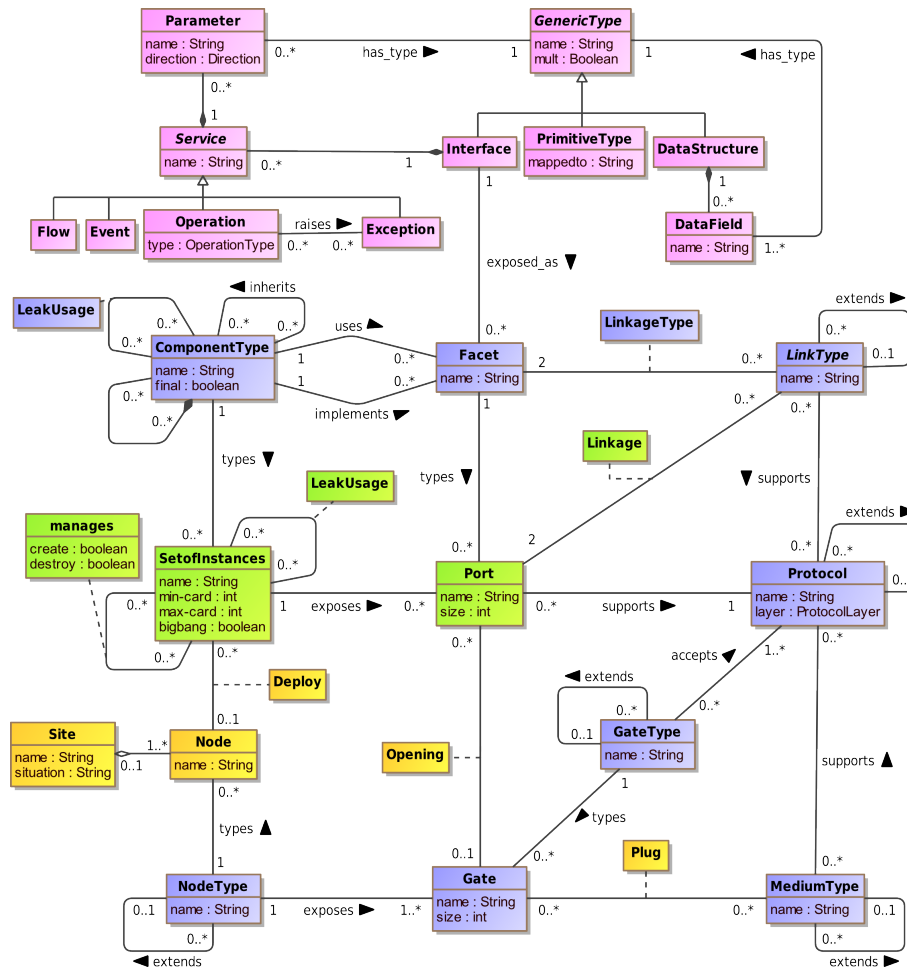 Parameter
name : String
direction : Direction
0..*
has_type
1
GenericType
name : String
mult : Boolean
1
has_type
0..*
1
Service
name : String
0..*
1
Interface
1
PrimitiveType
mappedto : String
DataStructure
1
0..*
DataField
name : String
1..*
Flow
Event
Operation
type : OperationType
raises
0..*
0..*
Exception
exposed_as
0..*
LeakUsage
0..*
0..*
inherits
0..*
0..*
ComponentType
name : String
final : boolean
0..*
0..*
1
uses
0..*
1
implements
0..*
Facet
name : String
2
LinkageType
0..*
extends
0..*
0..1
LinkType
name : String
1
types
0..*
1
types
0..*
Linkage
0..*
2
0..*
supports
0..*
LeakUsage
0..*
0..*
manages
create : boolean
destroy : boolean
0..*
0..*
SetofInstances
name : String
min-card : int
max-card : int
bigbang : boolean
1
exposes
0..*
Port
name : String
size : int
0..*
supports
1
extends
0..*
0..
Protocol
name : String
layer : ProtocolLayer
0..*
Deploy
0..1
Site
name : String
situation : String
0..1
1..*
Node
name : String
0..*
types
1
0..*
Opening
0..1
accepts
1..*
0..*
extends
0..*
0..1
GateType
name : String
1
types
0..*
0..*
supports
0..*
NodeType
name : String
0..1
0..*
extends
1
exposes
1..*
Gate
name : String
size : int
0..*
Plug
0..*
MediumType
name : String
0..1
0..*
extends